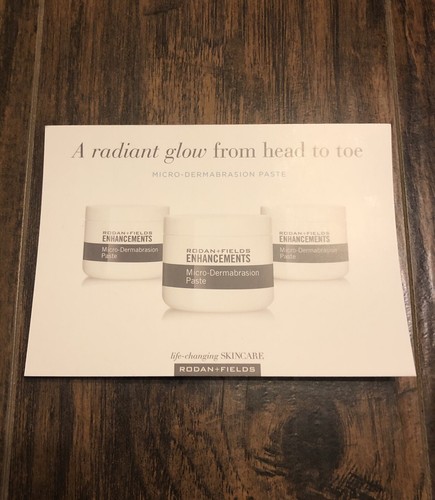 A radiant glow from head to toe
MICRO-DERMABRASION PASTE
RODAN+FIELDS
ENHANCEMENTS
Micro-Dermabrasion
Paste
RODAN+FIELDS
ENHANCEMENTS
Micro-Dermabrasion
Paste
RODAN+FIELDS
ENHANCEMENTS
Micro-Dermabrasion
Paste
life-changing SKINCARE
RODAN+FIELDS